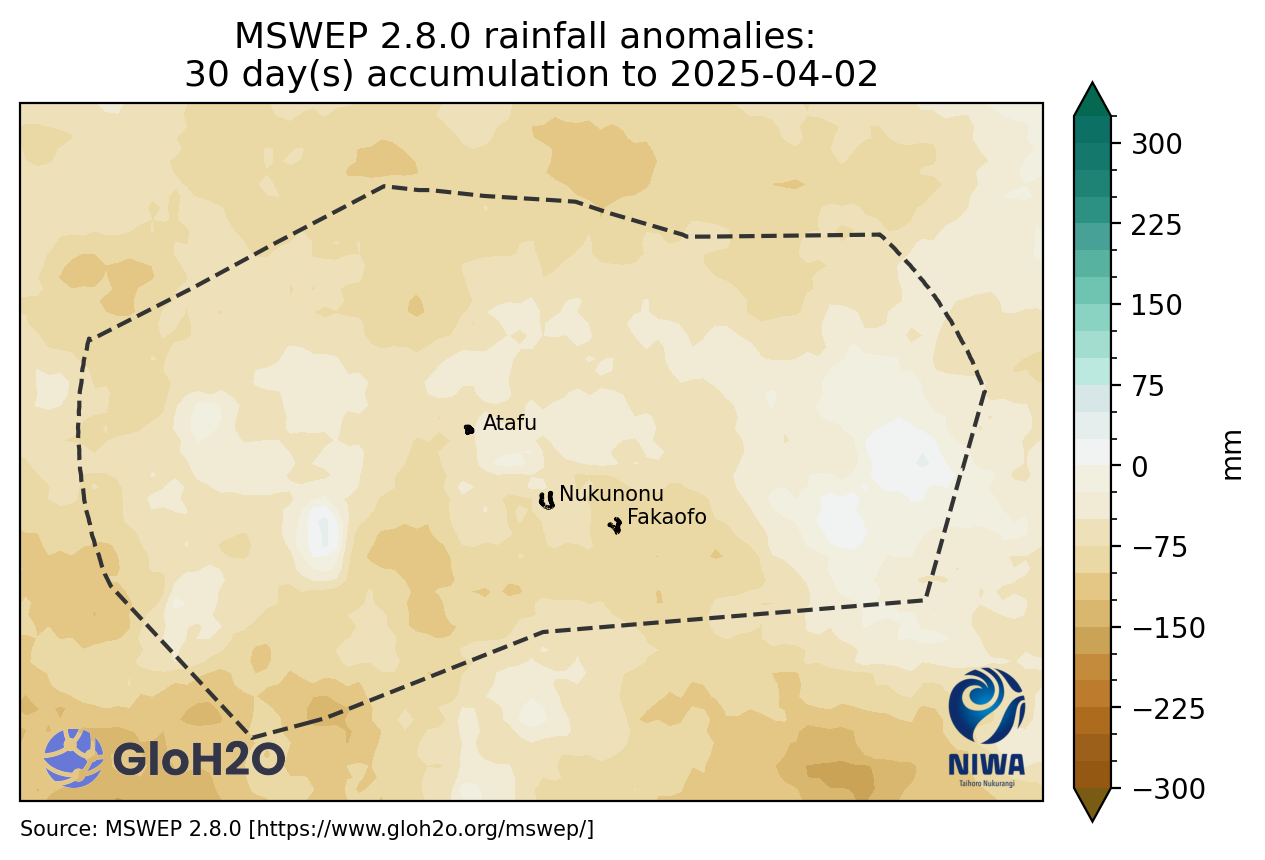 MSWEP 2.8.0 rainfall anomalies:
30 day(s) accumulation to 2025-04-02
300
225
150
75
0
−75
−150
−225
−300
mm
Atafu
Nukunonu
Fakaofo
GloH2O
NIWA
Taihoro Nukurangi
Source: MSWEP 2.8.0 [https://www.gloh2o.org/mswep/]